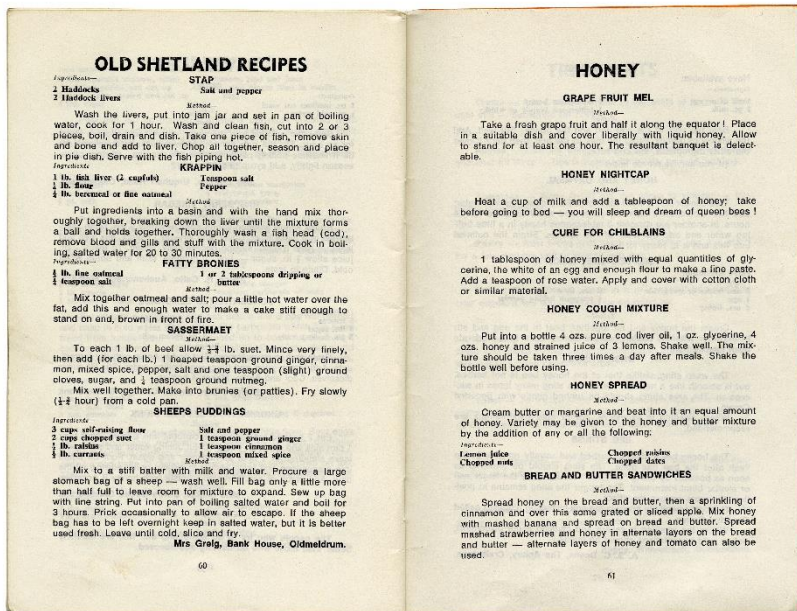 OLD SHETLAND RECIPES
STAP
Ingredients—
2 Haddocks Salt and pepper
2 Haddock livers
Method—
Wash the livers, put into jam jar and set in pan of boiling
water, cook for 1 hour. Wash and clean fish, cut into 2 or 3
pieces, boil, drain and dish. Take one piece of fish, remove skin
and bone and add to liver. Chop all together, season and place
in pie dish. Serve with the fish piping hot.
KRAPPIN
Ingredients
1 lb. fish liver (2 cupfuls) Teaspoon salt
lb. flour Pepper
lb. beremeal or fine oatmeal
Method
Put ingredients into a basin and with the hand mix thor-
oughly together, breaking down the liver until the mixture forms
a ball and holds together. Thoroughly wash a fish head (cod),
remove blood and gills and stuff with the mixture. Cook in boil-
ing, salted water for 20 to 30 minutes.
FATTY BRONIES
Ingredients—
lb. fine oatmeal 1 or 2 tablespoons dripping or
teaspoon salt butter
Method—
Mix together oatmeal and salt; pour a little hot water over the
fat, add this and enough water to make a cake stiff enough to
stand on end, brown in front of fire.
SASSERMAET
Method—
To each 1 lb. of beef allow lb. suet. Mince very finely,
then add (for each lb.) 1 heaped teaspoon ground ginger, cinna-
mon, mixed spice, pepper, salt and one teaspoon (slight) ground
cloves, sugar, and teaspoon ground nutmeg.
Mix well together. Make into brunies (or patties). Fry slowly
(hour) from a cold pan.
SHEEPS PUDDINGS
Ingredients
3 cups self-raising flour Salt and pepper
2 cups chopped suet 1 teaspoon ground ginger
lb. raisins 1 teaspoon cinnamon
lb. currants 1 teaspoon mixed spice
Method
Mix to a stiff batter with milk and water. Procure a large
stomach bag of a sheep — wash well. Fill bag only a little more
than half full to leave room for mixture to expand. Sew up bag
with fine string. Put into pan of boiling salted water and boil for
3 hours. Prick occasionally to allow air to escape. If the sheep
bag has to be left overnight keep in salted water, but it is better
used fresh. Leave until cold, slice and fry.
Mrs Greig, Bank House, Oldmeldrum.
60
HONEY
GRAPE FRUIT MEL
Method—
Take a fresh grape fruit and half it along the equator! Place
in a suitable dish and cover liberally with liquid honey. Allow
to stand for at least one hour. The resultant banquet is delect-
able.
HONEY NIGHTCAP
Method—
Heat a cup of milk and add a tablespoon of honey; take
before going to bed — you will sleep and dream of queen bees!
CURE FOR CHILBLAINS
Method—
1 tablespoon of honey mixed with equal quantities of gly-
cerine, the white of an egg and enough flour to make a fine paste.
Add a teaspoon of rose water. Apply and cover with cotton cloth
or similar material.
HONEY COUGH MIXTURE
Method—
Put into a bottle 4 ozs. pure cod liver oil, 1 oz. glycerine, 4
ozs. honey and strained juice of 3 lemons. Shake well. The mix-
ture should be taken three times a day after meals. Shake the
bottle well before using.
HONEY SPREAD
Method—
Cream butter or margarine and beat into it an equal amount
of honey. Variety may be given to the honey and butter mixture
by the addition of any or all the following:
Ingredients—
Lemon juice Chopped raisins
Chopped nuts Chopped dates
BREAD AND BUTTER SANDWICHES
Method—
Spread honey on the bread and butter, then a sprinkling of
cinnamon and over this some grated or sliced apple. Mix honey
with mashed banana and spread on bread and butter. Spread
mashed strawberries and honey in alternate layers on the bread
and butter — alternate layers of honey and tomato can also be
used.
61